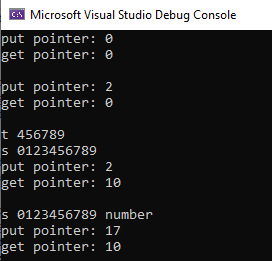 Microsoft Visual Studio Debug Console
put pointer: 0
get pointer: 0
put pointer: 2
get pointer: 0
t 456789
s 0123456789
put pointer: 2
get pointer: 10
s 0123456789 number
put pointer: 17
get pointer: 10